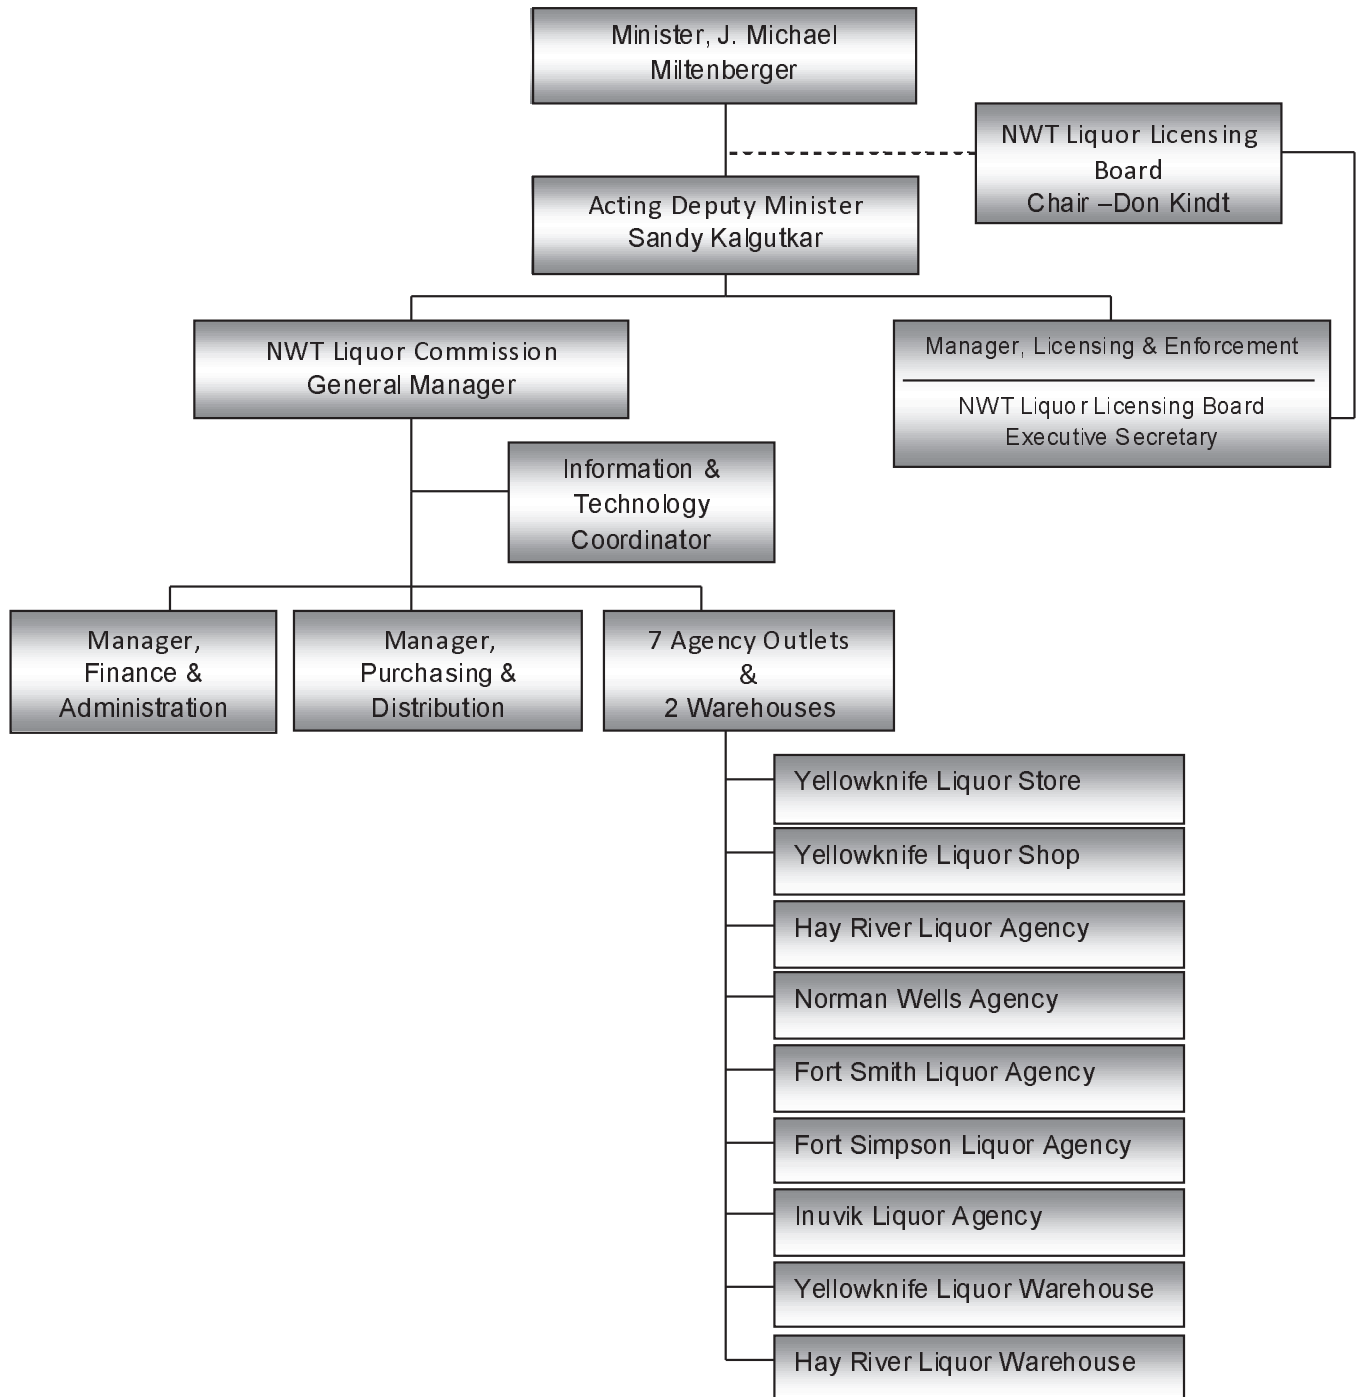 Minister, J. Michael
Miltenberger
NWT Liquor Licensing
Board
Chair –Don Kindt
Acting Deputy Minister
Sandy Kalgutkar
NWT Liquor Commission
General Manager
Manager, Licensing & Enforcement
NWT Liquor Licensing Board
Executive Secretary
Information &
Technology
Coordinator
Manager,
Finance &
Administration
Manager,
Purchasing &
Distribution
7 Agency Outlets
&
2 Warehouses
Yellowknife Liquor Store
Yellowknife Liquor Shop
Hay River Liquor Agency
Norman Wells Agency
Fort Smith Liquor Agency
Fort Simpson Liquor Agency
Inuvik Liquor Agency
Yellowknife Liquor Warehouse
Hay River Liquor Warehouse